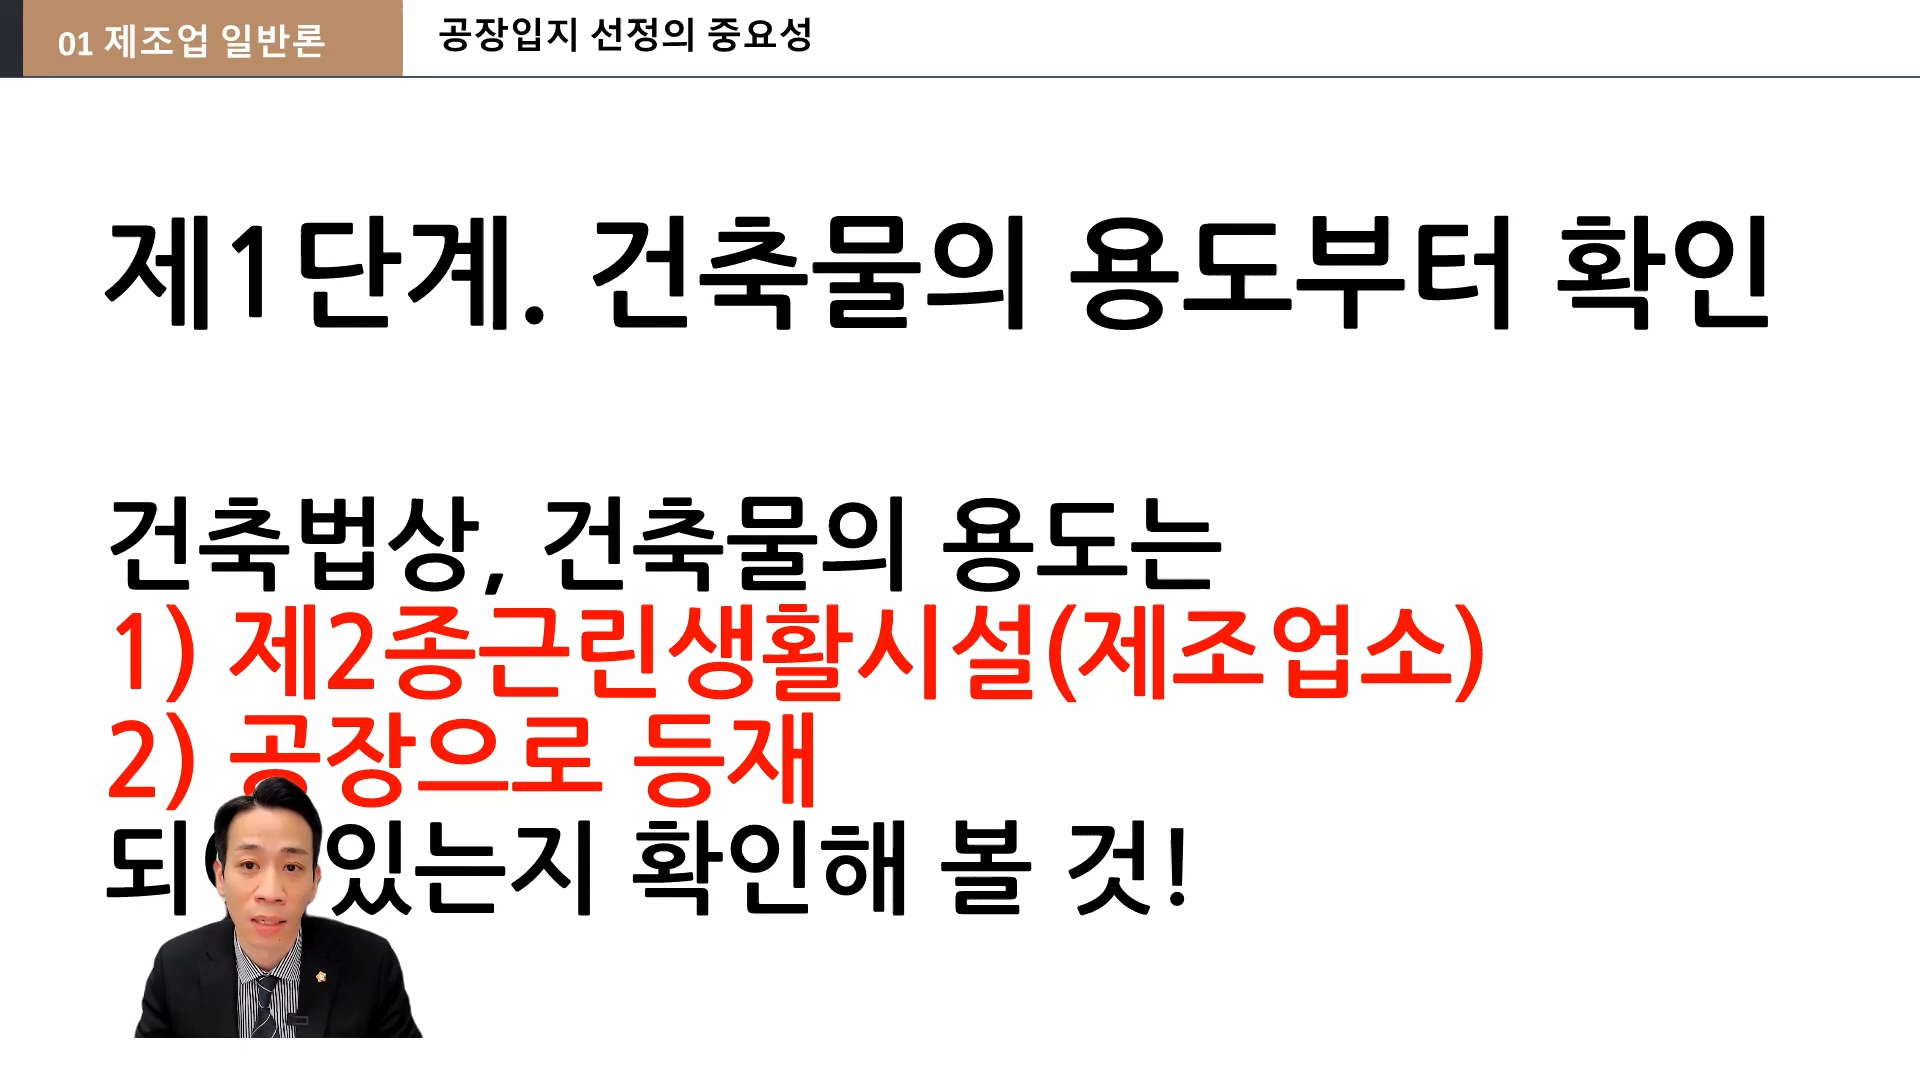 01 제조업 일반론
공장입지 선정의 중요성
제1단계. 건축물의 용도부터 확인
건축법상, 건축물의 용도는
1) 제2종근린생활시설(제조업소)
2) 공장으로 등재
있는지 확인해 볼 것!